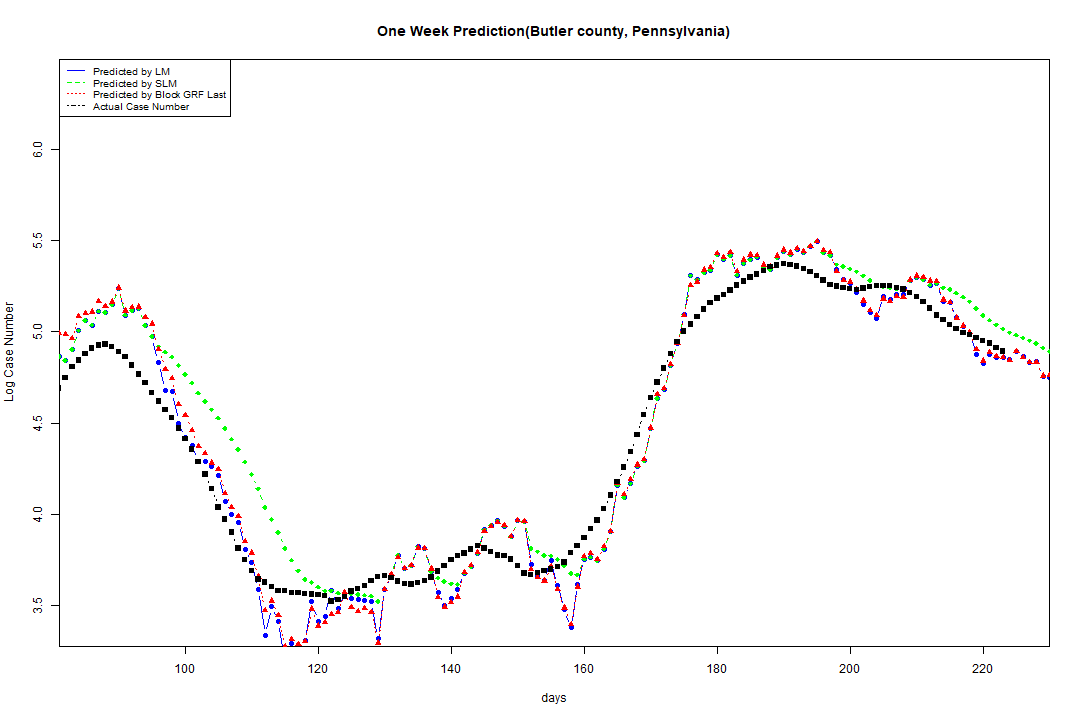 One Week Prediction(Butler county, Pennsylvania)
Predicted by LM
Predicted by SLM
Predicted by Block GRF Last
Actual Case Number
Log Case Number
6.0
5.5
5.0
4.5
4.0
3.5
100 120 140 160 180 200 220
days